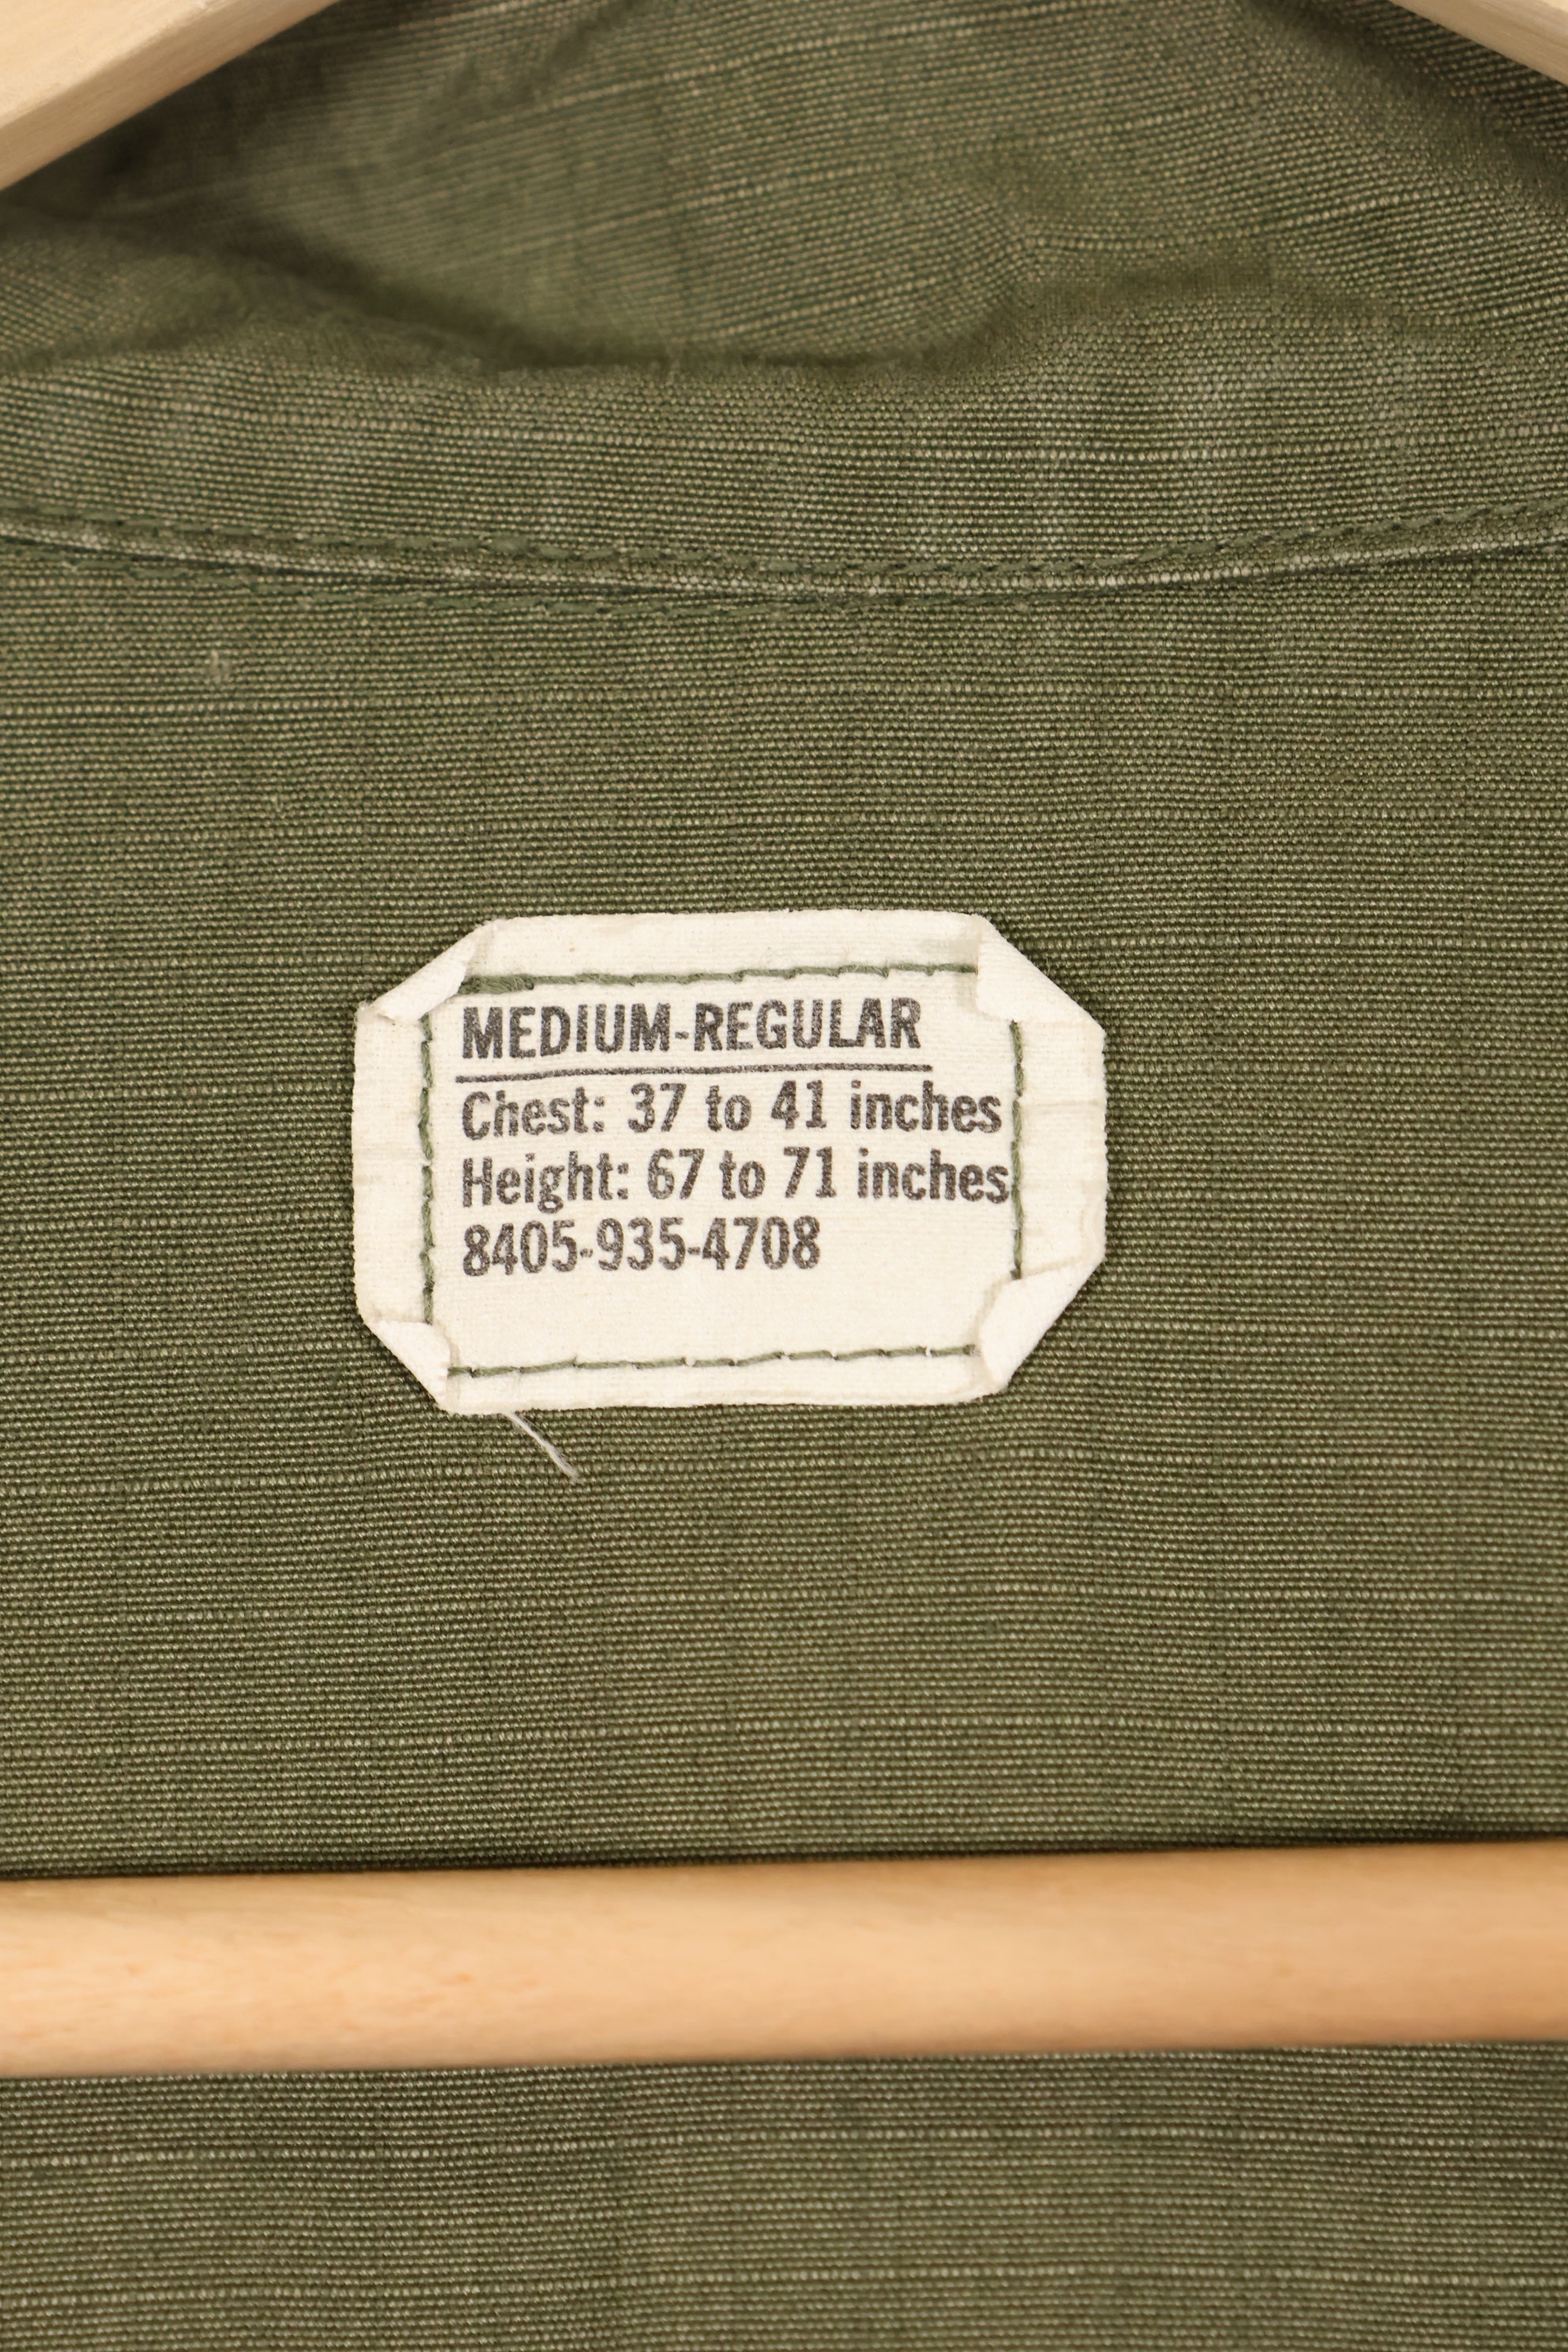 MEDIUM-REGULAR
Chest: 37 to 41 inches
Height: 67 to 71 inches
8405-935-4708